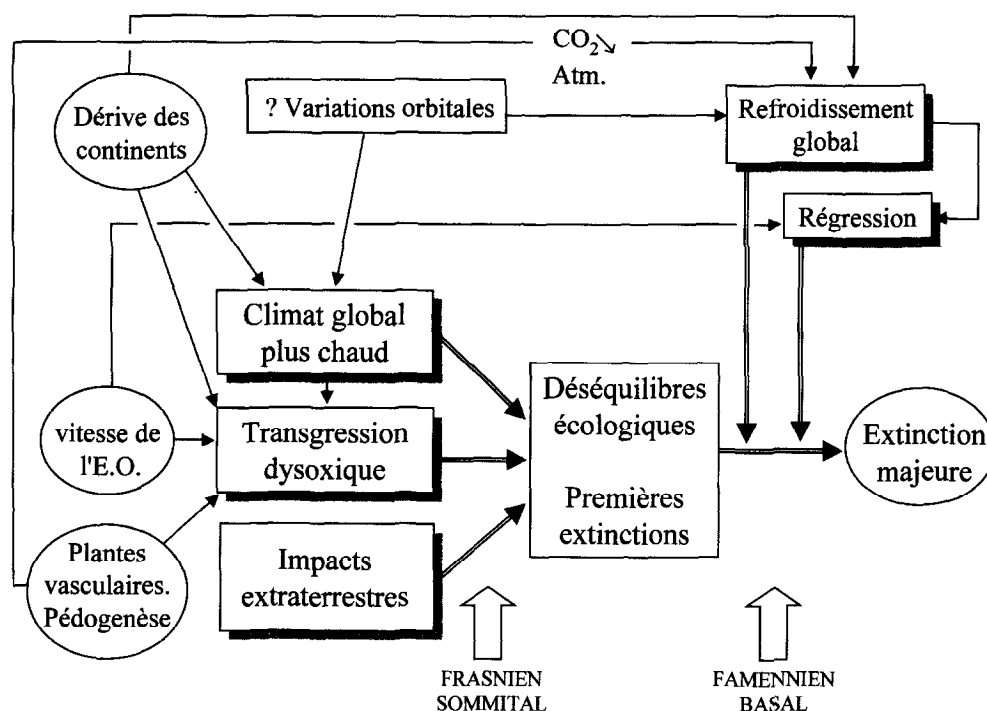 CO₂↘
Atm.
? Variations orbitales
Refroidissement
global
Dérive des
continents
Régression
Climat global
plus chaud
Déséquilibres
écologiques
Premières
extinctions
vitesse de
l'E.O.
Transgression
dysoxique
Extinction
majeure
Plantes
vasculaires.
Pédogenèse
Impacts
extraterrestres
FRASNIEN
SOMMITAL
FAMENNIEN
BASAL